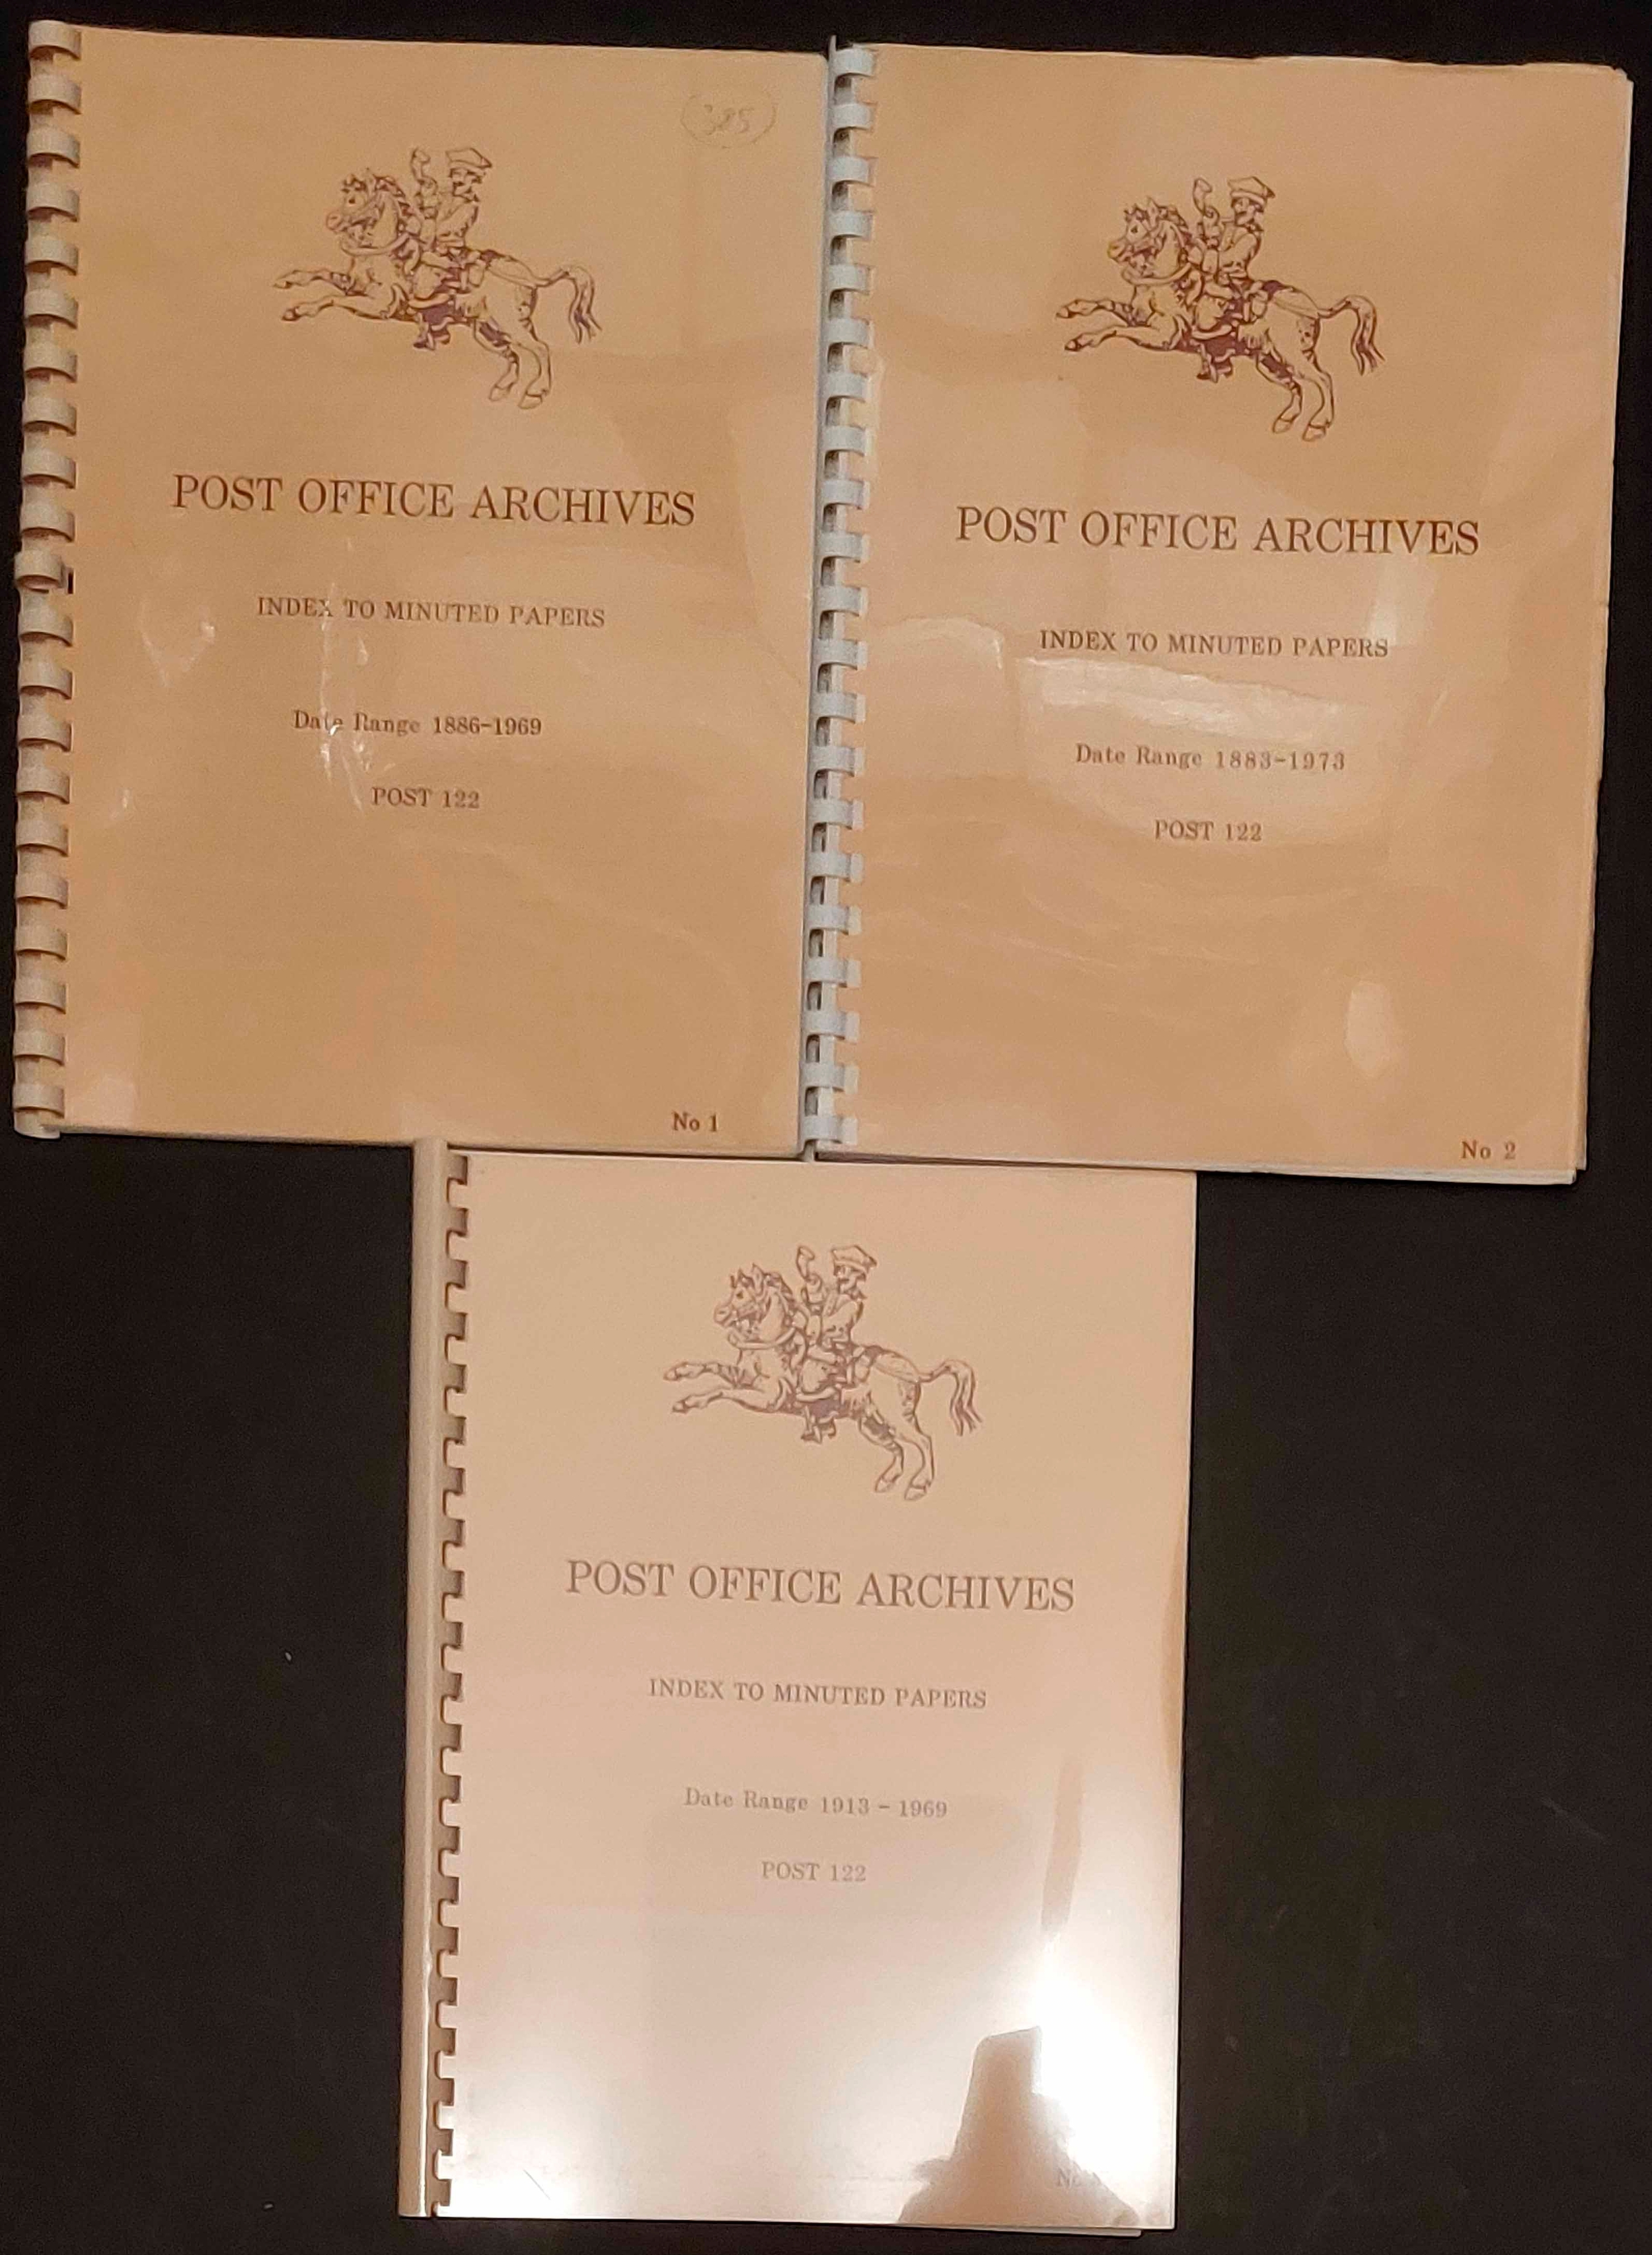 385
POST OFFICE ARCHIVES
INDEX TO MINUTED PAPERS
Date Range 1886-1969
POST 122
No 1
POST OFFICE ARCHIVES
INDEX TO MINUTED PAPERS
Date Range 1883-1973
POST 122
No 2
POST OFFICE ARCHIVES
INDEX TO MINUTED PAPERS
Date Range 1913 - 1969
POST 122
No